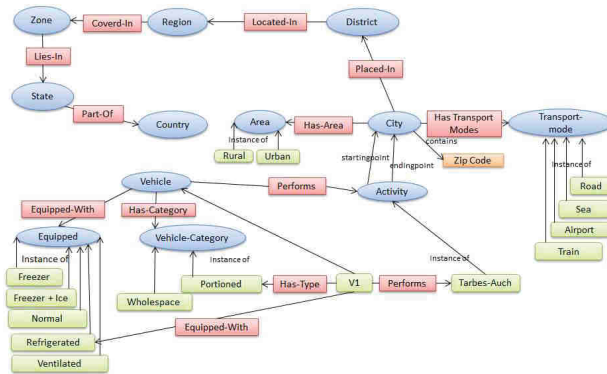 Zone
Coverd-In
Region
Located-In
District
Lies-In
Placed-In
State
Part-Of
Country
Area
Has-Area
City
Has Transport
Modes
Transport-
mode
Instance of
contains
Rural
Urban
startingpoint
endingpoint
Zip Code
Instance of
Vehicle
Performs
Activity
Road
Equipped-With
Has-Category
Sea
Equipped
Vehicle-Category
Airport
Train
Instance of
Instance of
Instance of
Freezer
Portioned
Has-Type
V1
Performs
Tarbes-Auch
Freezer + Ice
Wholespace
Normal
Equipped-With
Refrigerated
Ventilated